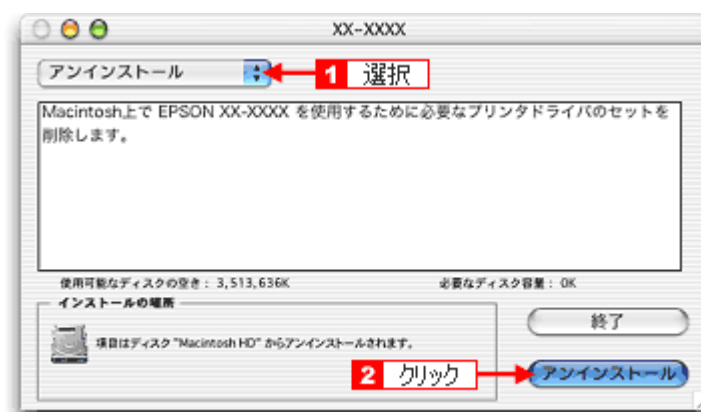 XX-XXXX
アンインストール
1 選択
Macintosh上で EPSON XX-XXXX を使用するために必要なプリンタドライバのセットを
削除します。
使用可能なディスクの空き： 3,513,636K
必要なディスク容量： 0K
インストールの場所
項目はディスク "Macintosh HD" からアンインストールされます。
終了
2 クリック
アンインストール